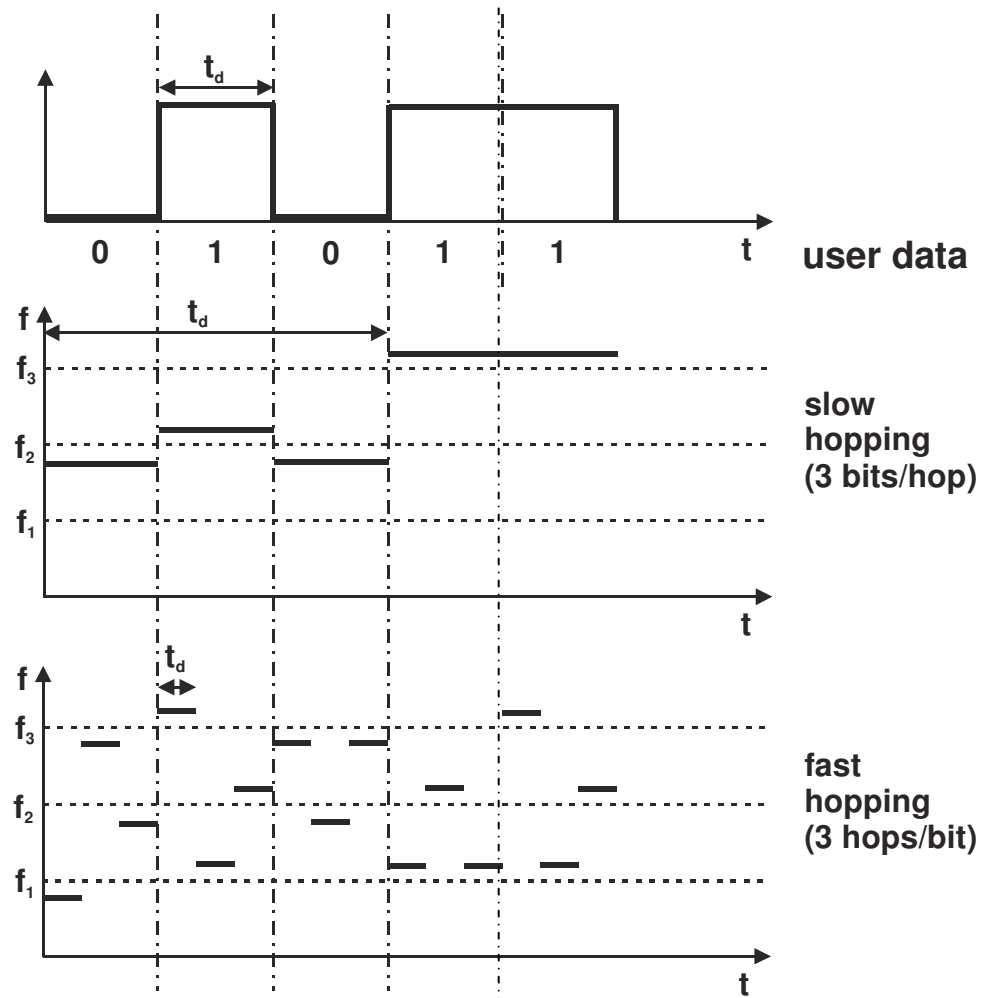 t_d
0 1 0 1 1 t user data
f t_d
f_3
slow
hopping
(3 bits/hop)
f_2
f_1
t
t_d
f
f_3
fast
hopping
(3 hops/bit)
f_2
f_1
t